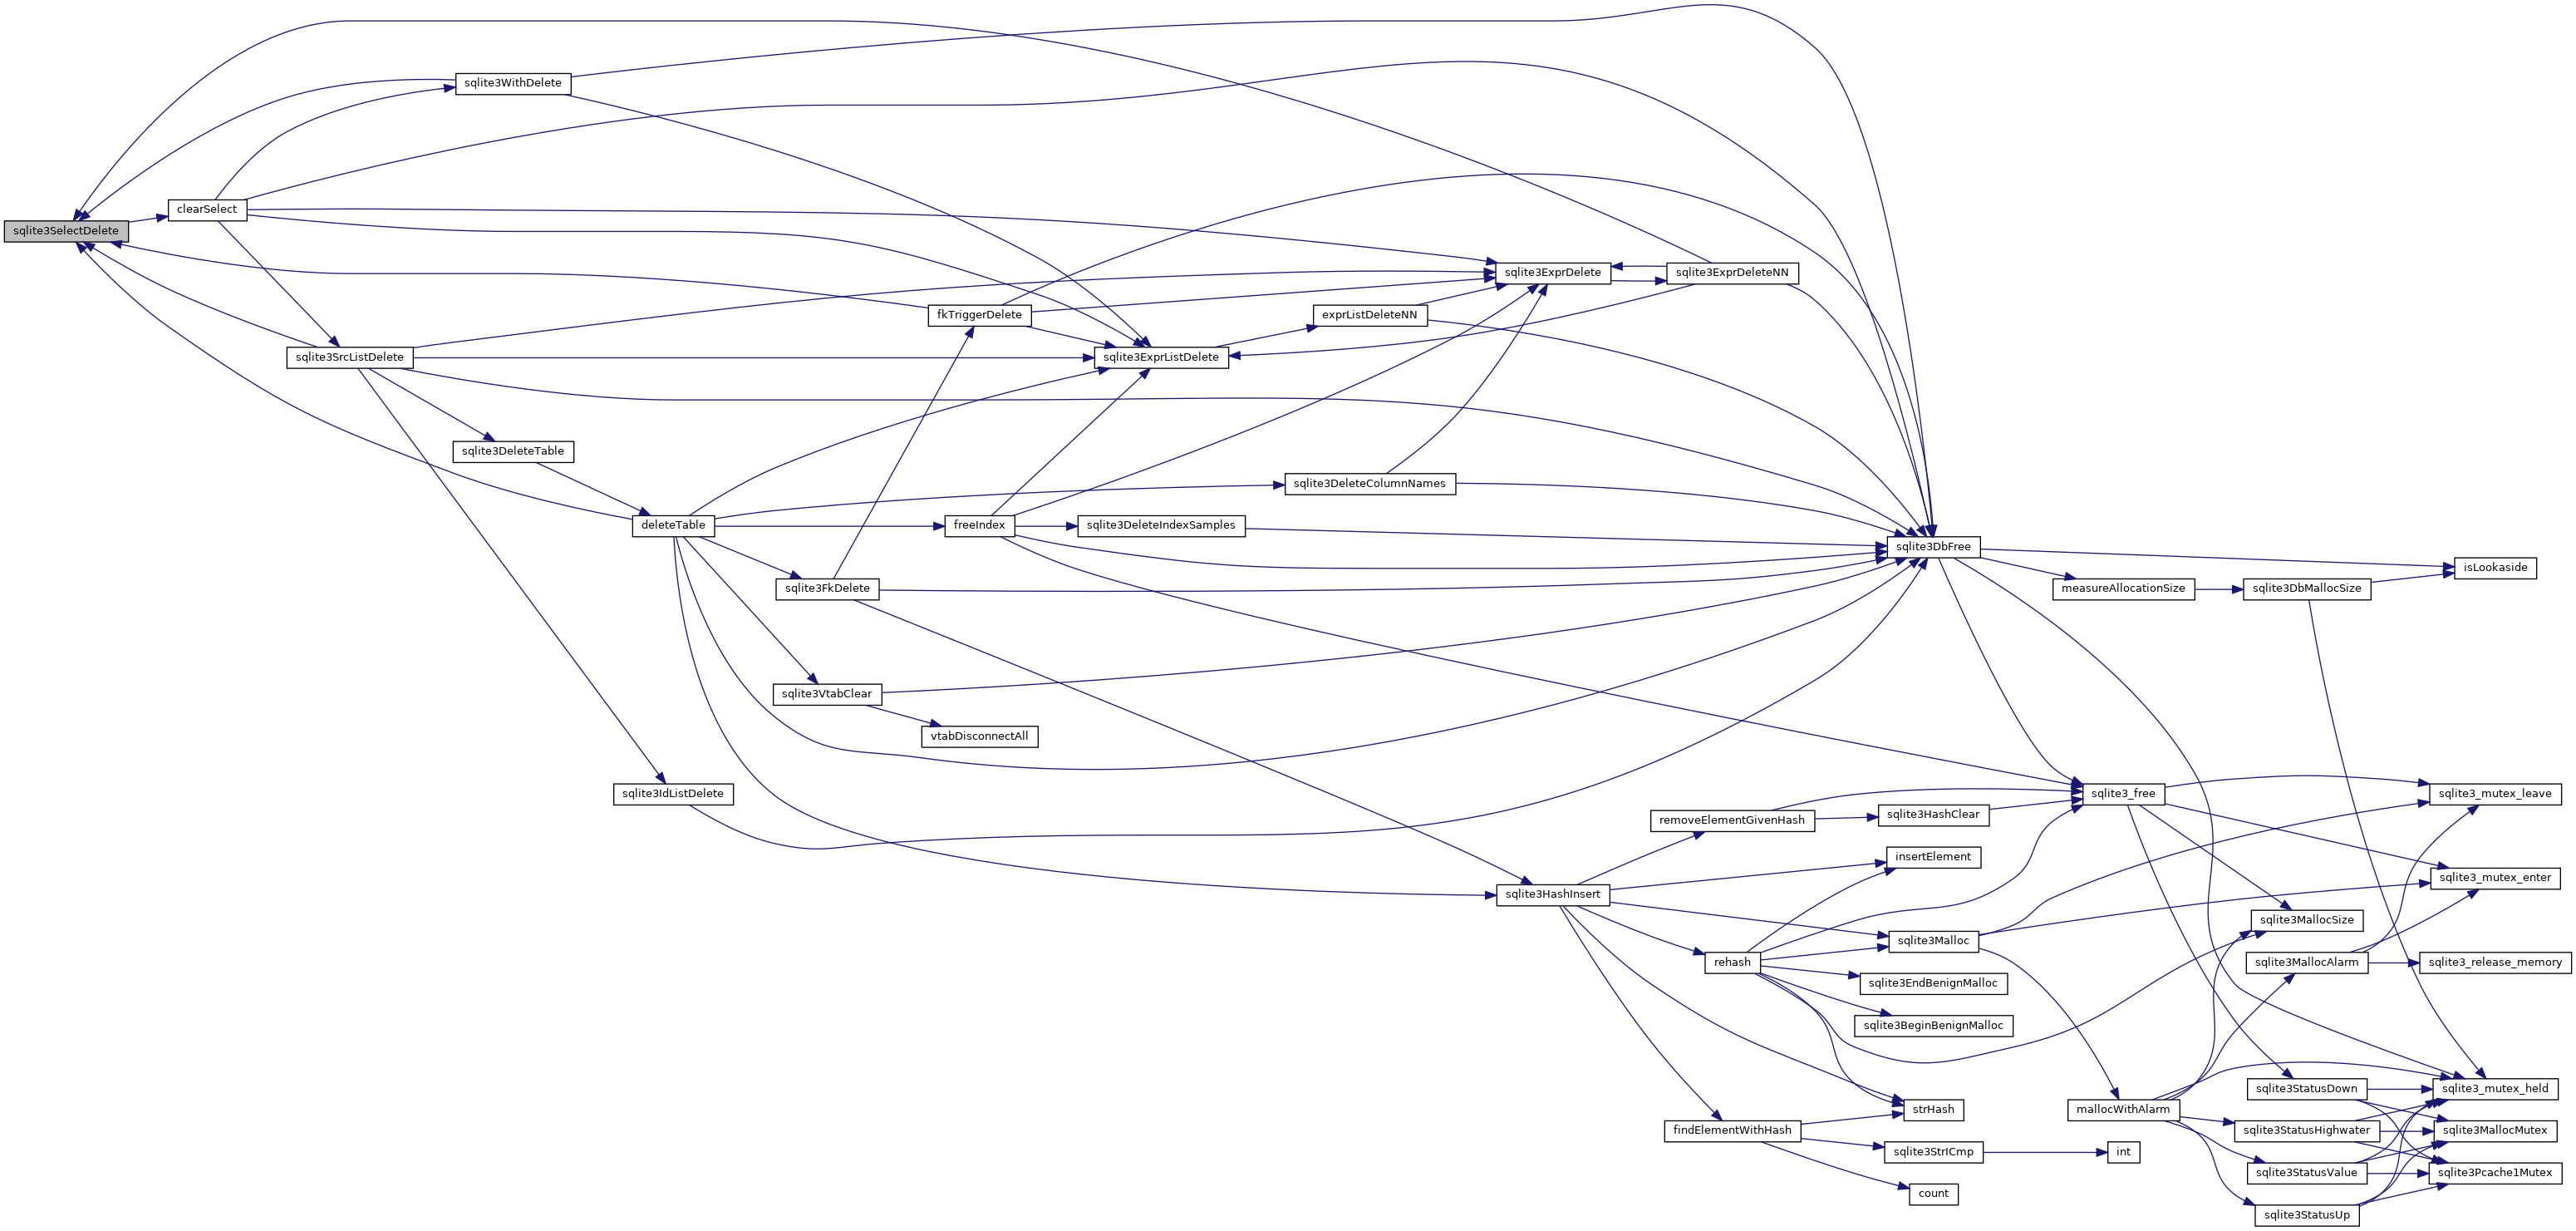 sqlite3SelectDelete
clearSelect
sqlite3WithDelete
sqlite3SrcListDelete
sqlite3DeleteTable
deleteTable
sqlite3IdListDelete
sqlite3FkDelete
sqlite3VtabClear
fkTriggerDelete
freeIndex
vtabDisconnectAll
sqlite3ExprListDelete
sqlite3DeleteIndexSamples
exprListDeleteNN
sqlite3DeleteColumnNames
sqlite3ExprDelete
sqlite3HashInsert
sqlite3ExprDeleteNN
removeElementGivenHash
rehash
findElementWithHash
sqlite3DbFree
sqlite3HashClear
insertElement
sqlite3Malloc
sqlite3EndBenignMalloc
sqlite3BeginBenignMalloc
strHash
sqlite3StrICmp
count
measureAllocationSize
sqlite3_free
mallocWithAlarm
int
sqlite3DbMallocSize
sqlite3MallocSize
sqlite3MallocAlarm
sqlite3StatusDown
sqlite3StatusHighwater
sqlite3StatusValue
sqlite3StatusUp
isLookaside
sqlite3_mutex_leave
sqlite3_mutex_enter
sqlite3_release_memory
sqlite3_mutex_held
sqlite3MallocMutex
sqlite3Pcache1Mutex